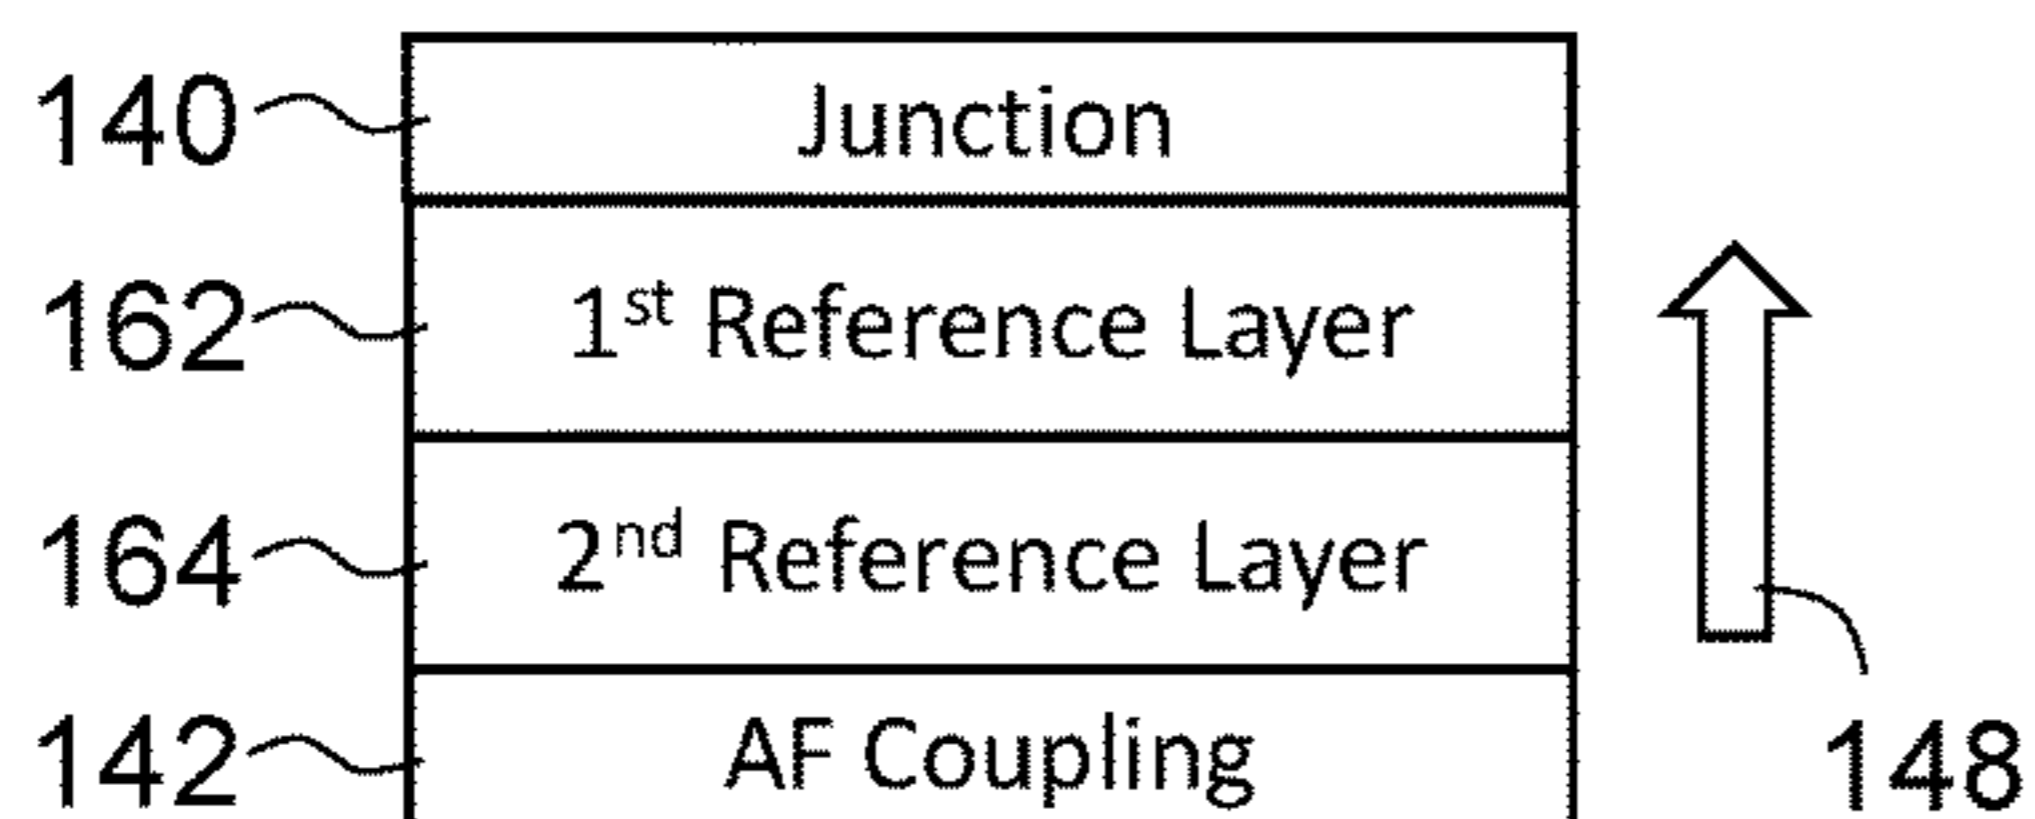 140 Junction
162 1st Reference Layer
164 2nd Reference Layer
142 AF Coupling 148